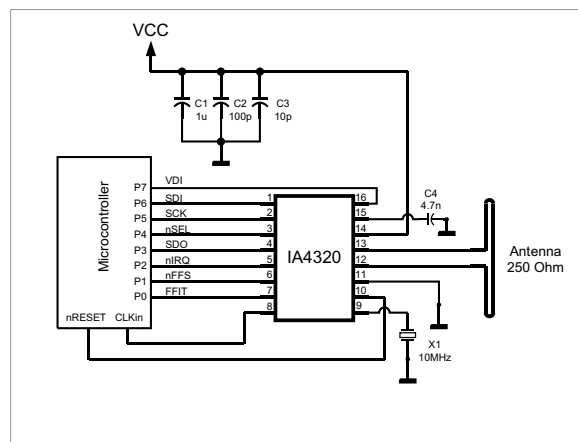 VCC
C1
1u
C2
100p
C3
10p
Microcontroller
P7
P6
P5
P4
P3
P2
P1
P0
nRESET CLKin
VDI
SDI
SCK
nSEL
SDO
nIRQ
nFFS
FFIT
1
2
3
4
5
6
7
8
IA4320
16
15
14
13
12
11
10
9
C4
4.7n
Antenna
250 Ohm
X1
10MHz